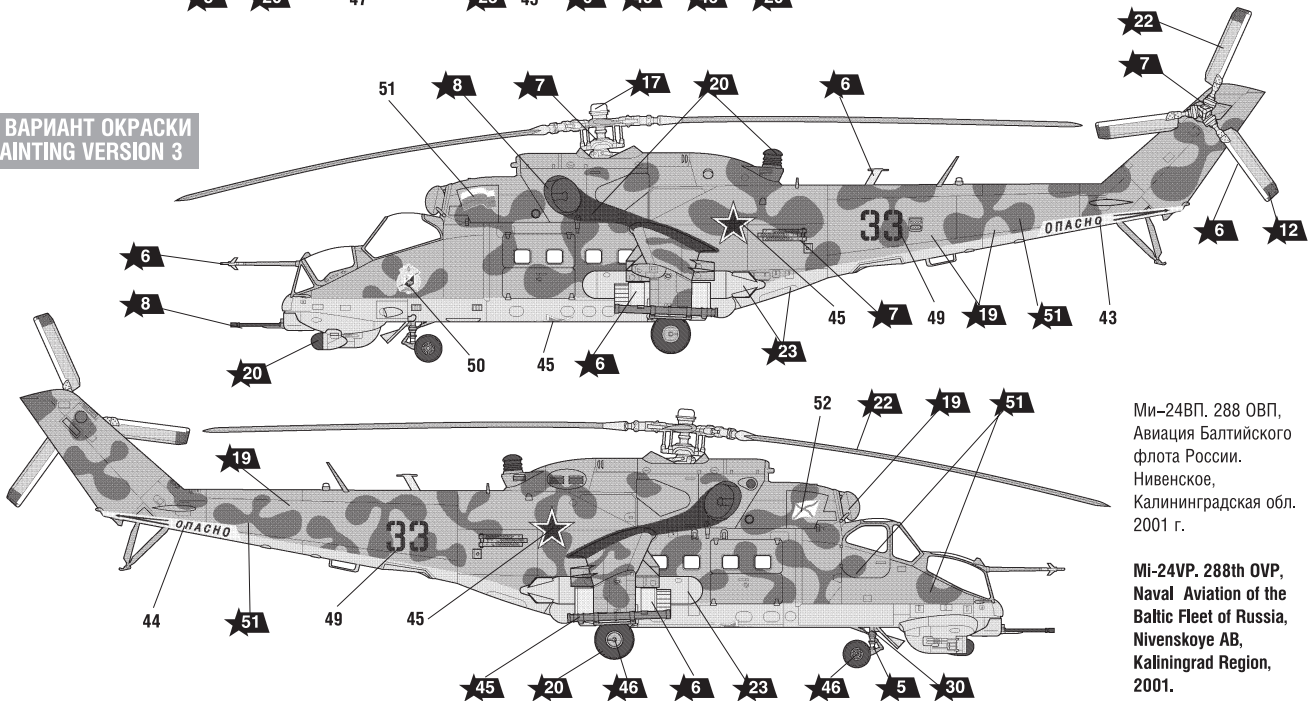 47
51
8
7
17
20
6
22
7
ВАРИАНТ ОКРАСКИ
AINTING VERSION 3
33
ОПАСНО
6
12
6
8
20
50
45
6
23
45
7
49
19
51
43
52
22
19
51
19
33
ОПАСНО
44
51
49
45
45
20
46
6
23
46
5
30
Ми–24ВП. 288 ОВП,
Авиация Балтийского
флота России.
Нивенское,
Калининградская обл.
2001 г.
Mi-24VP. 288th OVP,
Naval Aviation of the
Baltic Fleet of Russia,
Nivenskoye AB,
Kaliningrad Region,
2001.